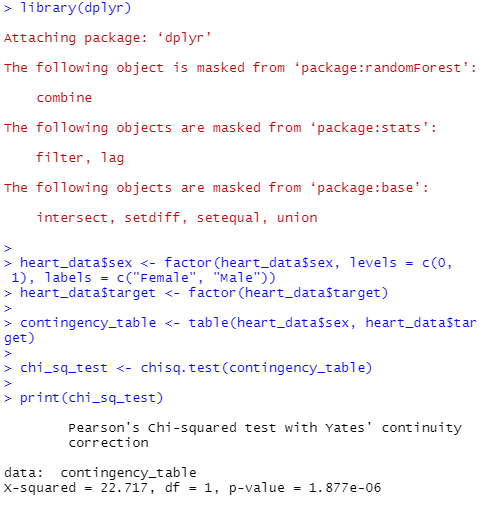 > library(dplyr)
Attaching package: ‘dplyr’
The following object is masked from ‘package:randomForest’:
combine
The following objects are masked from ‘package:stats’:
filter, lag
The following objects are masked from ‘package:base’:
intersect, setdiff, setequal, union
>
> heart_data$sex <- factor(heart_data$sex, levels = c(0,
1), labels = c("Female", "Male"))
> heart_data$target <- factor(heart_data$target)
>
> contingency_table <- table(heart_data$sex, heart_data$tar
get)
>
> chi_sq_test <- chisq.test(contingency_table)
>
> print(chi_sq_test)
Pearson's Chi-squared test with Yates' continuity
correction
data:  contingency_table
X-squared = 22.717, df = 1, p-value = 1.877e-06